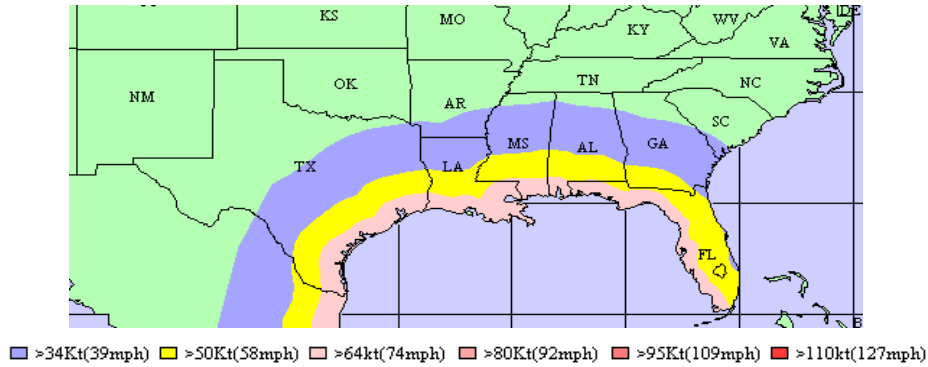 KS MO KY WV DE
VA
NM OK AR TN NC
SC
TX LA MS AL GA
FL
B
>34Kt(39mph) >50Kt(58mph) >64kt(74mph) >80Kt(92mph) >95Kt(109mph) >110kt(127mph)